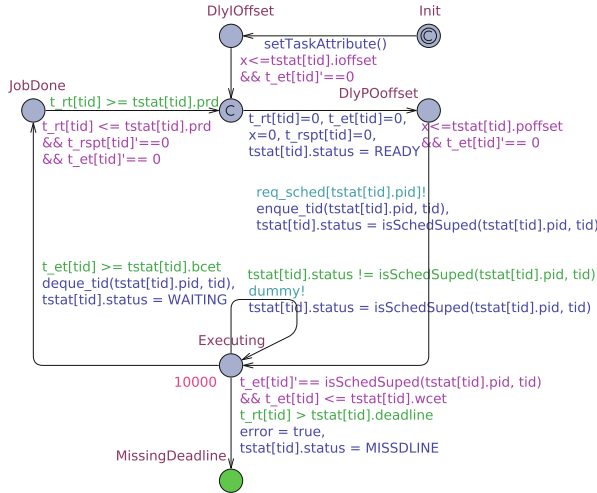 DlyIOffset
Init
setTaskAttribute()
x<=tstat[tid].ioffset
&& t_et[tid]'==0
JobDone
DlyPOoffset
t_rt[tid] >= tstat[tid].prd
C
C
t_rt[tid] <= tstat[tid].prd
&& t_rspt[tid]'==0
&& t_et[tid]'== 0
t_rt[tid]=0, t_et[tid]=0,
x=0, t_rspt[tid]=0,
tstat[tid].status = READY
x<=tstat[tid].poffset
&& t_et[tid]'== 0
req_sched[tstat[tid].pid]!
enque_tid(tstat[tid].pid, tid),
tstat[tid].status = isSchedSuped(tstat[tid].pid, tid)
t_et[tid] >= tstat[tid].bcet
deque_tid(tstat[tid].pid, tid),
tstat[tid].status = WAITING
tstat[tid].status != isSchedSuped(tstat[tid].pid, tid)
dummy!
tstat[tid].status = isSchedSuped(tstat[tid].pid, tid)
Executing
10000
t_et[tid]'== isSchedSuped(tstat[tid].pid, tid)
&& t_et[tid] <= tstat[tid].wcet
t_rt[tid] > tstat[tid].deadline
error = true,
tstat[tid].status = MISSDLINE
MissingDeadline